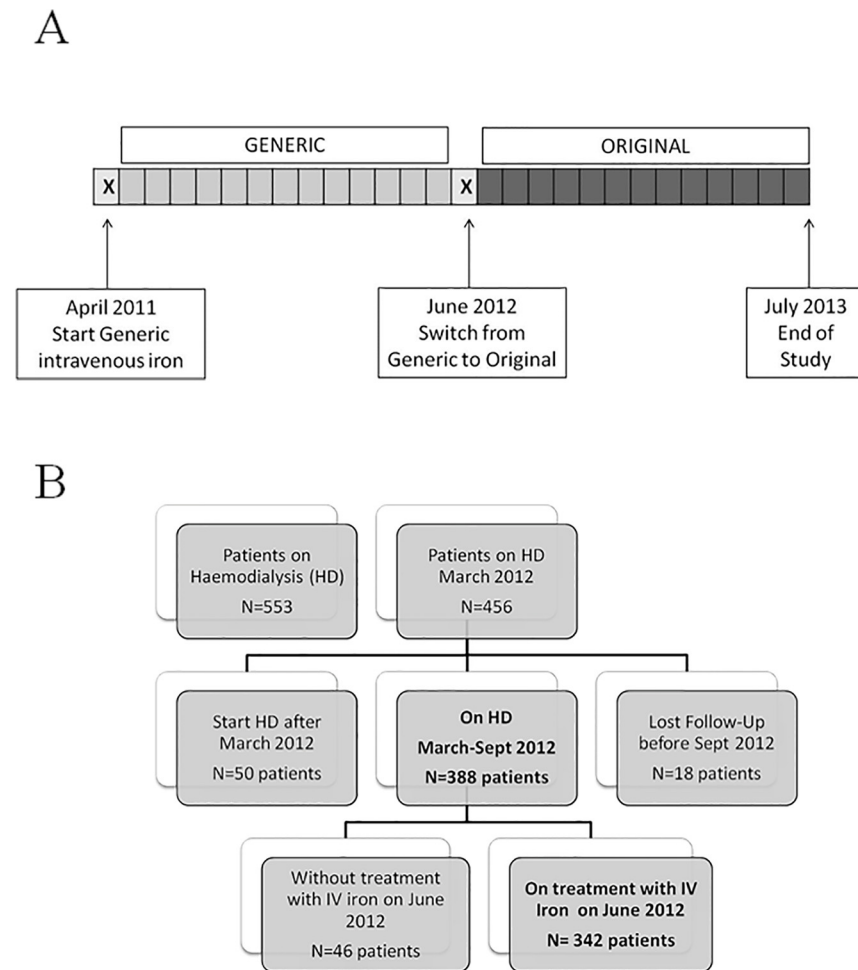 A
GENERIC
ORIGINAL
X
X
April 2011
Start Generic
intravenous iron
June 2012
Switch from
Generic to Original
July 2013
End of
Study
B
Patients on
Haemodialysis (HD)
N=553
Patients on HD
March 2012
N=456
Start HD after
March 2012
N=50 patients
On HD
March-Sept 2012
N=388 patients
Lost Follow-Up
before Sept 2012
N=18 patients
Without treatment
with IV iron on June
2012
N=46 patients
On treatment with IV
Iron on June 2012
N= 342 patients